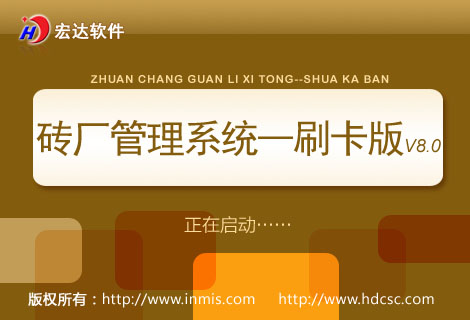 宏达软件
ZHUAN CHANG GUAN LI XI TONG--SHUA KA BAN
砖厂管理系统—刷卡版V8.0
正在启动……
版权所有：http://www.inmis.com http://www.hdcsc.com